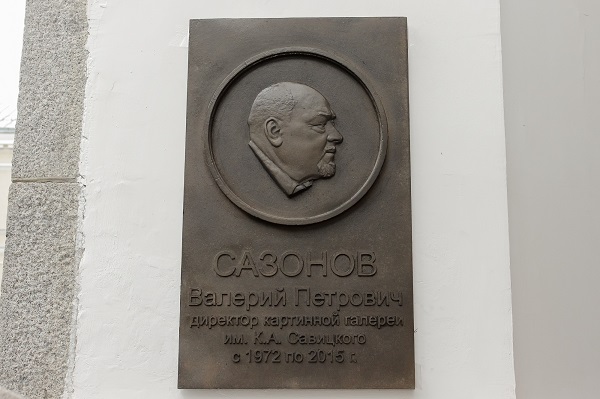 САЗОНОВ
Валерий Петрович
директор картинной галереи
им. К.А. Савицкого
с 1972 по 2015 г.